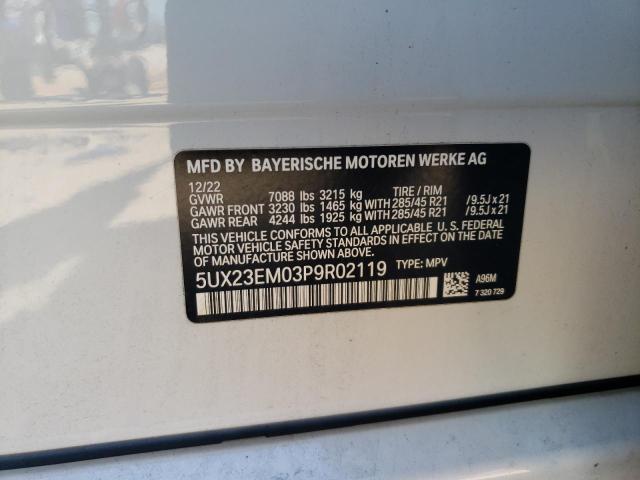 MFD BY BAYERISCHE MOTOREN WERKE AG
12/22
GVWR 7088 lbs 3215 kg TIRE / RIM
GAWR FRONT 3230 lbs 1465 kg WITH 285/45 R21 /9.5J x 21
GAWR REAR 4244 lbs 1925 kg WITH 285/45 R21 /9.5J x 21
THIS VEHICLE CONFORMS TO ALL APPLICABLE U.S. FEDERAL
MOTOR VEHICLE SAFETY STANDARDS IN EFFECT ON THE
DATE OF MANUFACTURE SHOWN ABOVE.
5UX23EM03P9R02119 TYPE: MPV
A96M
7 320 729